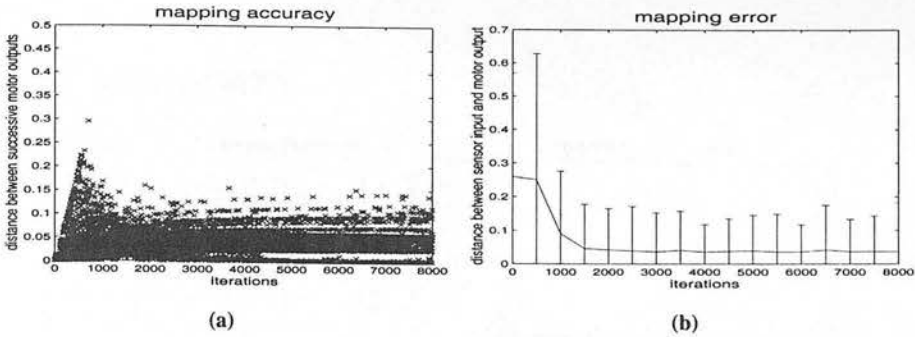 mapping accuracy
distance between successive motor outputs
0.5
0.45
0.4
0.35
0.3
0.25
0.2
0.15
0.1
0.05
0
0 1000 2000 3000 4000 5000 6000 7000 8000
iterations
(a)
mapping error
distance between sensor input and motor output
0.7
0.6
0.5
0.4
0.3
0.2
0.1
0
0 1000 2000 3000 4000 5000 6000 7000 8000
iterations
(b)